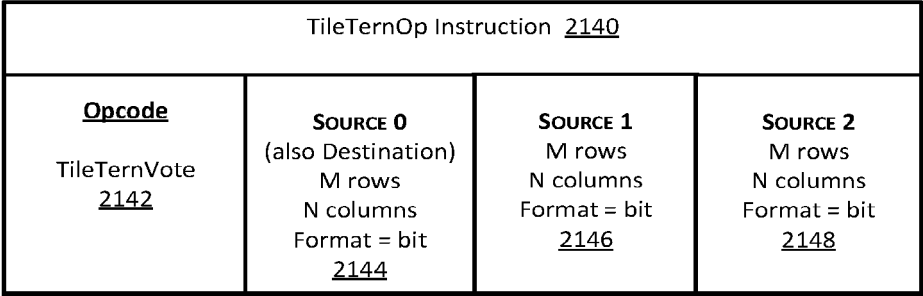 TileTernOp Instruction 2140
Opcode
TileTernVote
2142
SOURCE 0
(also Destination)
M rows
N columns
Format = bit
2144
SOURCE 1
M rows
N columns
Format = bit
2146
SOURCE 2
M rows
N columns
Format = bit
2148